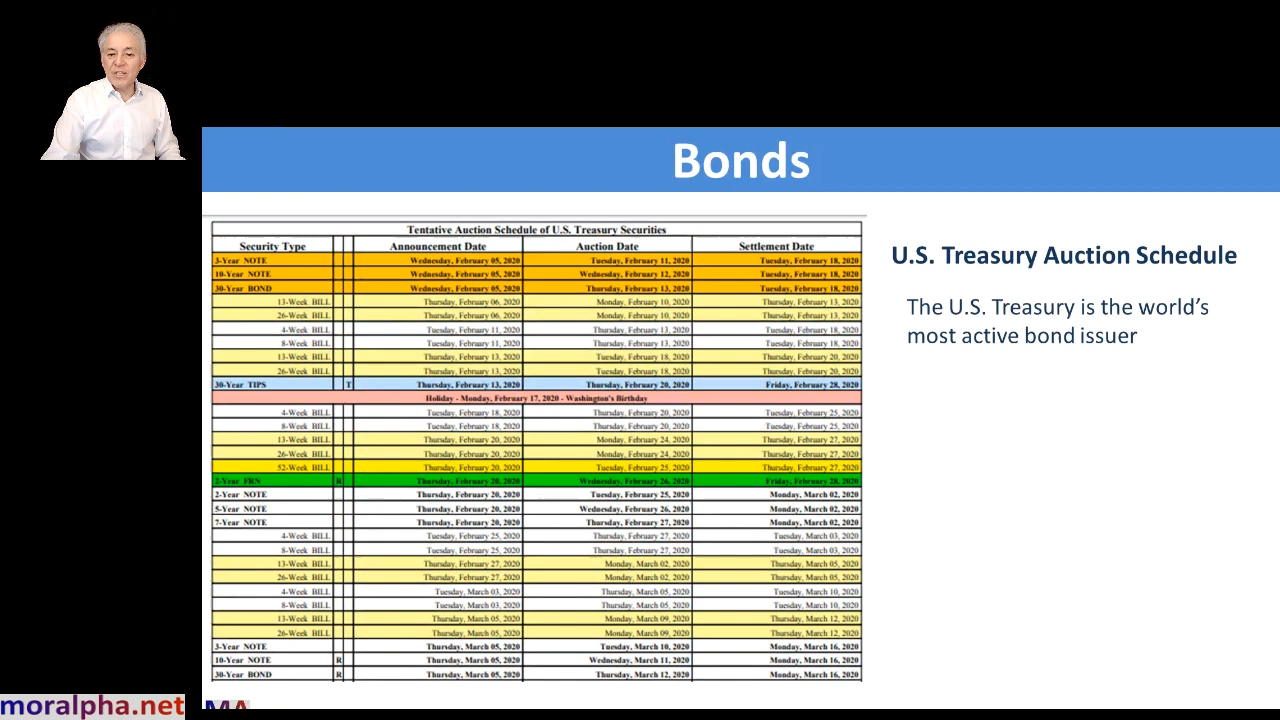 Bonds
Tentative Auction Schedule of U.S. Treasury Securities
Security Type Announcement Date Auction Date Settlement Date
3-Year NOTE Wednesday, February 05, 2020 Tuesday, February 11, 2020 Tuesday, February 18, 2020
10-Year NOTE Wednesday, February 05, 2020 Wednesday, February 12, 2020 Tuesday, February 18, 2020
30-Year BOND Wednesday, February 05, 2020 Thursday, February 13, 2020 Tuesday, February 18, 2020
13-Week BILL Thursday, February 06, 2020 Monday, February 10, 2020 Thursday, February 13, 2020
26-Week BILL Thursday, February 06, 2020 Monday, February 10, 2020 Thursday, February 13, 2020
4-Week BILL Tuesday, February 11, 2020 Thursday, February 13, 2020 Tuesday, February 18, 2020
8-Week BILL Tuesday, February 11, 2020 Thursday, February 13, 2020 Tuesday, February 18, 2020
13-Week BILL Thursday, February 13, 2020 Tuesday, February 18, 2020 Thursday, February 20, 2020
26-Week BILL Thursday, February 13, 2020 Tuesday, February 18, 2020 Thursday, February 20, 2020
30-Year TIPS T Thursday, February 13, 2020 Thursday, February 20, 2020 Friday, February 28, 2020
Holiday - Monday, February 17, 2020 - Washington's Birthday
4-Week BILL Tuesday, February 18, 2020 Thursday, February 20, 2020 Tuesday, February 25, 2020
8-Week BILL Tuesday, February 18, 2020 Thursday, February 20, 2020 Tuesday, February 25, 2020
13-Week BILL Thursday, February 20, 2020 Monday, February 24, 2020 Thursday, February 27, 2020
26-Week BILL Thursday, February 20, 2020 Monday, February 24, 2020 Thursday, February 27, 2020
52-Week BILL Thursday, February 20, 2020 Tuesday, February 25, 2020 Thursday, February 27, 2020
2-Year FRN R Thursday, February 20, 2020 Wednesday, February 26, 2020 Friday, February 28, 2020
2-Year NOTE Thursday, February 20, 2020 Tuesday, February 25, 2020 Monday, March 02, 2020
5-Year NOTE Thursday, February 20, 2020 Wednesday, February 26, 2020 Monday, March 02, 2020
7-Year NOTE Thursday, February 20, 2020 Thursday, February 27, 2020 Monday, March 02, 2020
4-Week BILL Tuesday, February 25, 2020 Thursday, February 27, 2020 Tuesday, March 03, 2020
8-Week BILL Tuesday, February 25, 2020 Thursday, February 27, 2020 Tuesday, March 03, 2020
13-Week BILL Thursday, February 27, 2020 Monday, March 02, 2020 Thursday, March 05, 2020
26-Week BILL Thursday, February 27, 2020 Monday, March 02, 2020 Thursday, March 05, 2020
4-Week BILL Tuesday, March 03, 2020 Thursday, March 05, 2020 Tuesday, March 10, 2020
8-Week BILL Tuesday, March 03, 2020 Thursday, March 05, 2020 Tuesday, March 10, 2020
13-Week BILL Thursday, March 05, 2020 Monday, March 09, 2020 Thursday, March 12, 2020
26-Week BILL Thursday, March 05, 2020 Monday, March 09, 2020 Thursday, March 12, 2020
3-Year NOTE Thursday, March 05, 2020 Tuesday, March 10, 2020 Monday, March 16, 2020
10-Year NOTE R Thursday, March 05, 2020 Wednesday, March 11, 2020 Monday, March 16, 2020
30-Year BOND R Thursday, March 05, 2020 Thursday, March 12, 2020 Monday, March 16, 2020
U.S. Treasury Auction Schedule
The U.S. Treasury is the world's
most active bond issuer
moralpha.net
MA